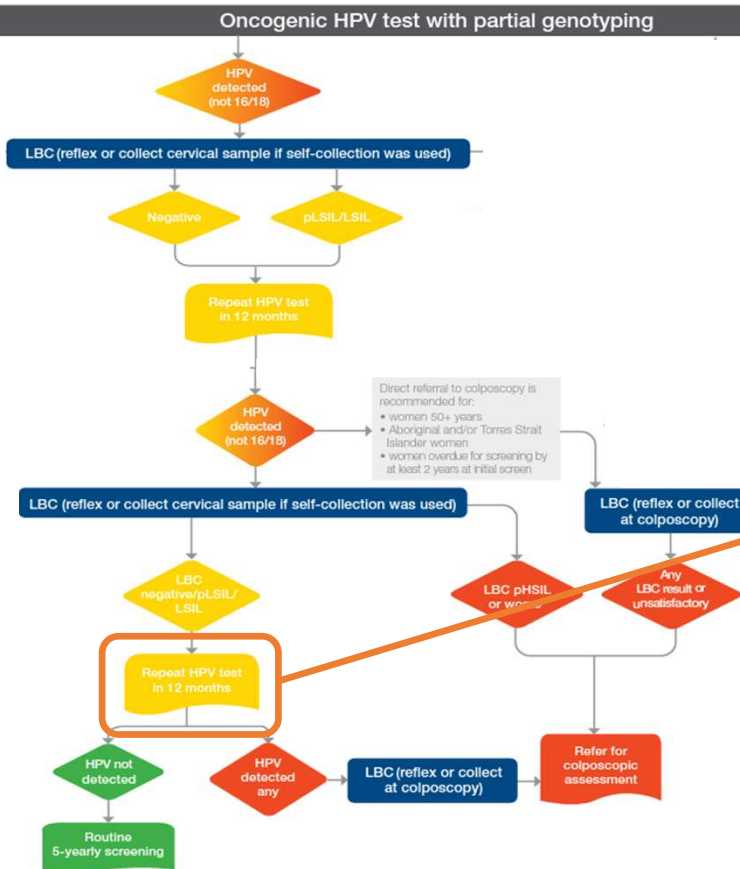 Oncogenic HPV test with partial genotyping
HPV
detected
(not 16/18)
LBC (reflex or collect cervical sample if self-collection was used)
Negative
pLSIL/LSIL
Repeat HPV test
in 12 months
HPV
detected
(not 16/18)
Direct referral to colposcopy is
recommended for:
• women 50+ years
• Aboriginal and/or Torres Strait
Islander women
• women overdue for screening by
at least 2 years at initial screen
LBC (reflex or collect cervical sample if self-collection was used)
LBC (reflex or collect
at colposcopy)
LBC
negative/pLSIL/
LSIL
LBC pHSIL
or worse
Any
LBC result or
unsatisfactory
Repeat HPV test
in 12 months
HPV not
detected
HPV
detected
any
LBC (reflex or collect
at colposcopy)
Refer for
colposcopic
assessment
Routine
5-yearly screening